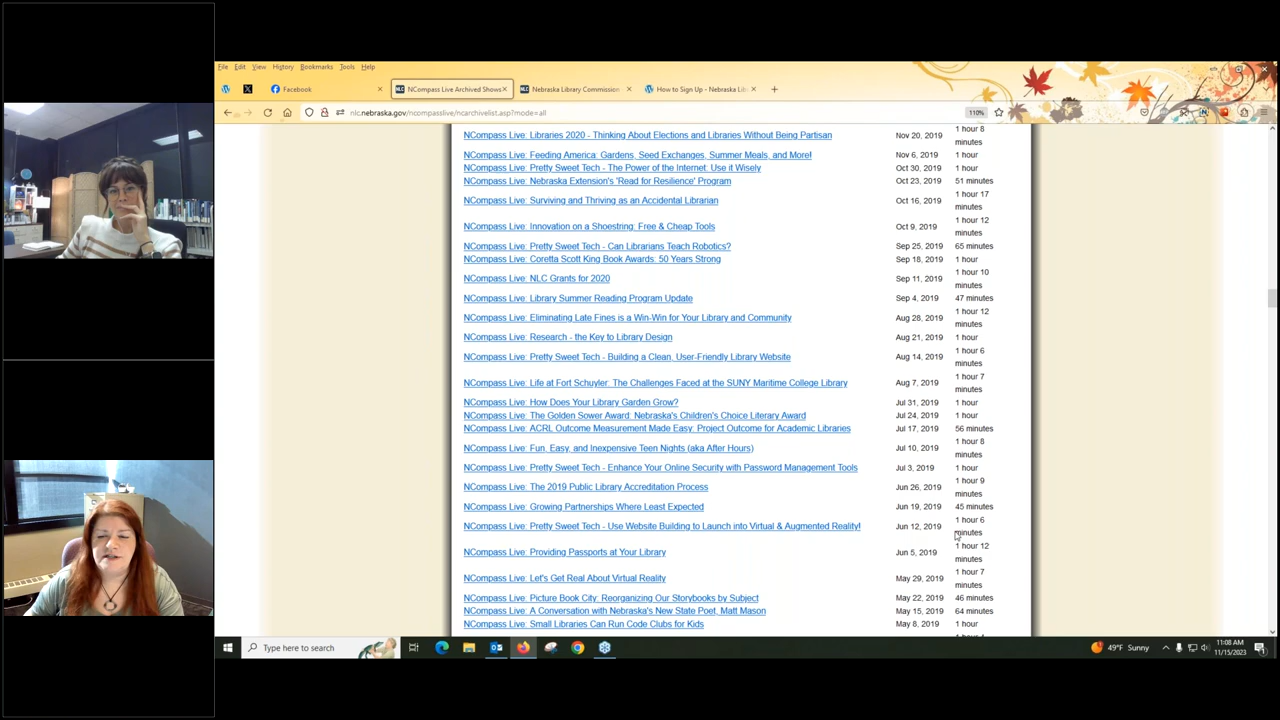 File Edit View History Bookmarks Tools Help
Facebook × NCompass Live Archived Shows × Nebraska Library Commission × How to Sign Up - Nebraska Lib × +
nlc.nebraska.gov/ncompasslive/ncarchivelist.asp?mode=all 110%
NCompass Live: Libraries 2020 - Thinking About Elections and Libraries Without Being Partisan Nov 20, 2019 1 hour 8 minutes
NCompass Live: Feeding America: Gardens, Seed Exchanges, Summer Meals, and More! Nov 6, 2019 1 hour
NCompass Live: Pretty Sweet Tech - The Power of the Internet: Use it Wisely Oct 30, 2019 1 hour
NCompass Live: Nebraska Extension's 'Read for Resilience' Program Oct 23, 2019 51 minutes
NCompass Live: Surviving and Thriving as an Accidental Librarian Oct 16, 2019 1 hour 17 minutes
NCompass Live: Innovation on a Shoestring: Free & Cheap Tools Oct 9, 2019 1 hour 12 minutes
NCompass Live: Pretty Sweet Tech - Can Librarians Teach Robotics? Sep 25, 2019 65 minutes
NCompass Live: Coretta Scott King Book Awards: 50 Years Strong Sep 18, 2019 1 hour
NCompass Live: NLC Grants for 2020 Sep 11, 2019 1 hour 10 minutes
NCompass Live: Library Summer Reading Program Update Sep 4, 2019 47 minutes
NCompass Live: Eliminating Late Fines is a Win-Win for Your Library and Community Aug 28, 2019 1 hour 12 minutes
NCompass Live: Research - the Key to Library Design Aug 21, 2019 1 hour
NCompass Live: Pretty Sweet Tech - Building a Clean, User-Friendly Library Website Aug 14, 2019 1 hour 6 minutes
NCompass Live: Life at Fort Schuyler: The Challenges Faced at the SUNY Maritime College Library Aug 7, 2019 1 hour 7 minutes
NCompass Live: How Does Your Library Garden Grow? Jul 31, 2019 1 hour
NCompass Live: The Golden Sower Award: Nebraska's Children's Choice Literary Award Jul 24, 2019 1 hour
NCompass Live: ACRL Outcome Measurement Made Easy: Project Outcome for Academic Libraries Jul 17, 2019 56 minutes
NCompass Live: Fun, Easy, and Inexpensive Teen Nights (aka After Hours) Jul 10, 2019 1 hour 8 minutes
NCompass Live: Pretty Sweet Tech - Enhance Your Online Security with Password Management Tools Jul 3, 2019 1 hour
NCompass Live: The 2019 Public Library Accreditation Process Jun 26, 2019 1 hour 9 minutes
NCompass Live: Growing Partnerships Where Least Expected Jun 19, 2019 45 minutes
NCompass Live: Pretty Sweet Tech - Use Website Building to Launch into Virtual & Augmented Reality! Jun 12, 2019 1 hour 6 minutes
NCompass Live: Providing Passports at Your Library Jun 5, 2019 1 hour 12 minutes
NCompass Live: Let's Get Real About Virtual Reality May 29, 2019 1 hour 7 minutes
NCompass Live: Picture Book City: Reorganizing Our Storybooks by Subject May 22, 2019 46 minutes
NCompass Live: A Conversation with Nebraska's New State Poet, Matt Mason May 15, 2019 64 minutes
NCompass Live: Small Libraries Can Run Code Clubs for Kids May 8, 2019 1 hour
Type here to search 49°F Sunny 11:08 AM
11/15/2023